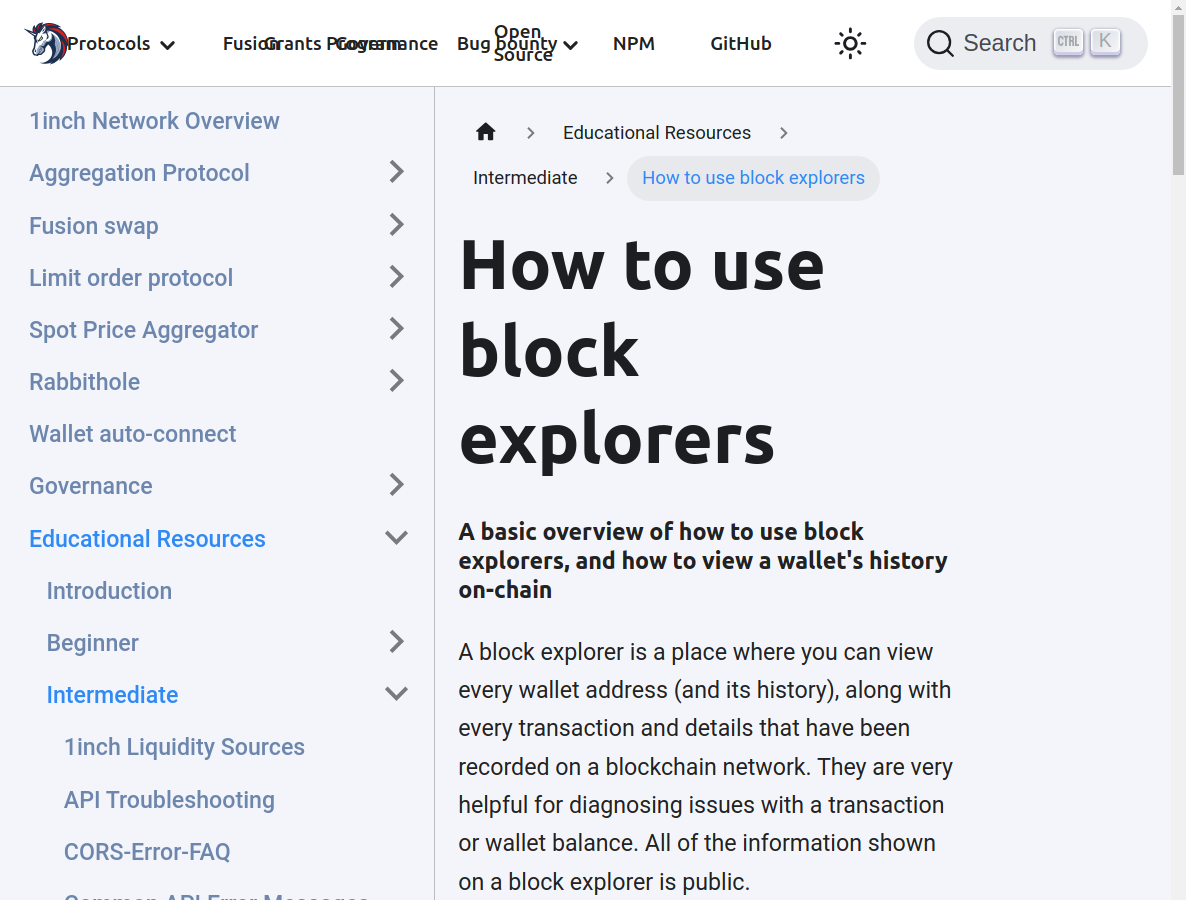 Protocols Fusion Grants Program Governance Bug bounty Open Source NPM GitHub Search CTRL K
1inch Network Overview
Aggregation Protocol
Fusion swap
Limit order protocol
Spot Price Aggregator
Rabbithole
Wallet auto-connect
Governance
Educational Resources
Introduction
Beginner
Intermediate
1inch Liquidity Sources
API Troubleshooting
CORS-Error-FAQ
Common API Error Messages
Educational Resources
Intermediate
How to use block explorers
How to use
block
explorers
A basic overview of how to use block
explorers, and how to view a wallet's history
on-chain
A block explorer is a place where you can view
every wallet address (and its history), along with
every transaction and details that have been
recorded on a blockchain network. They are very
helpful for diagnosing issues with a transaction
or wallet balance. All of the information shown
on a block explorer is public.